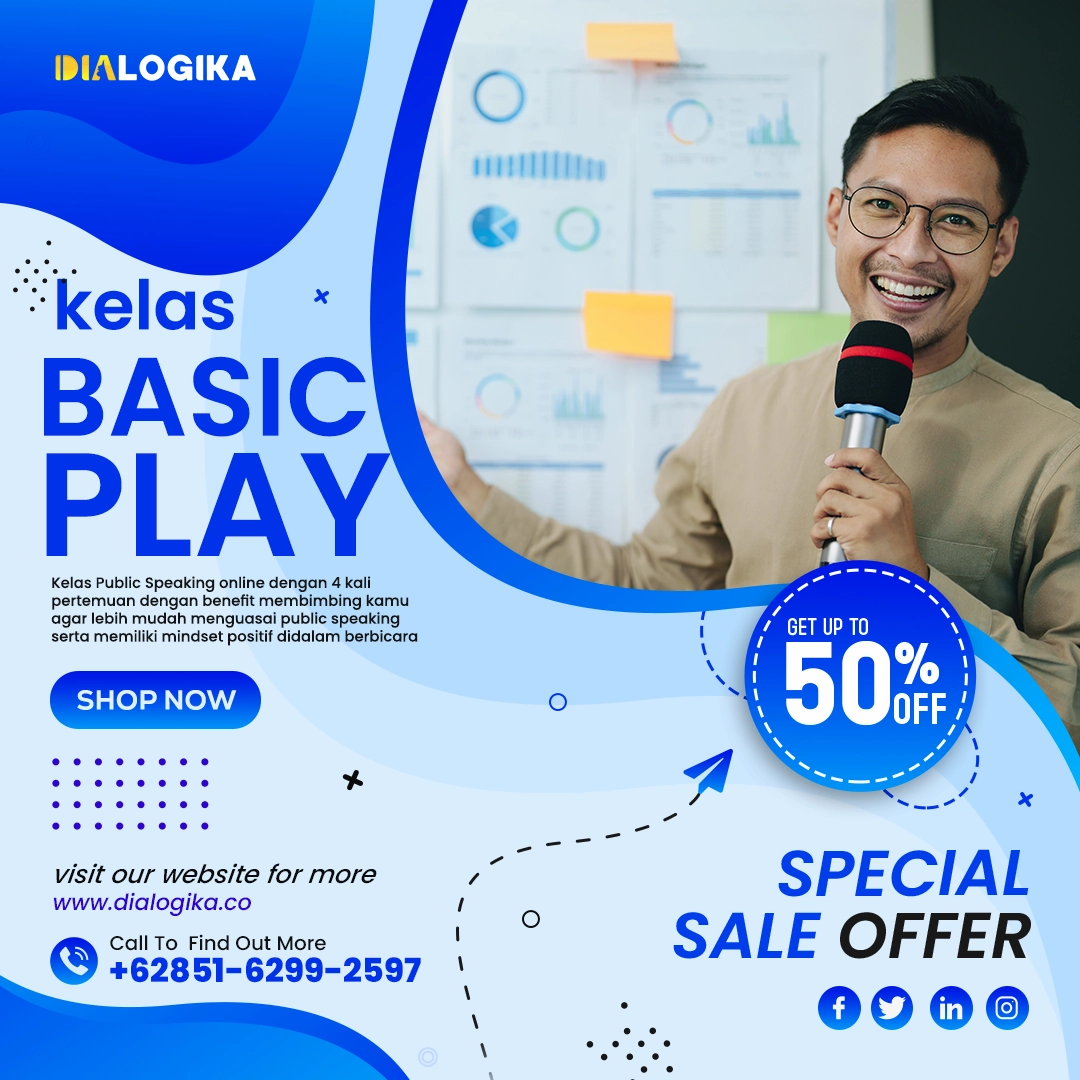 DIALOGIKA
kelas
BASIC
PLAY
Kelas Public Speaking online dengan 4 kali
pertemuan dengan benefit membimbing kamu
agar lebih mudah menguasai public speaking
serta memiliki mindset positif didalam berbicara
SHOP NOW
GET UP TO
50%
OFF
visit our website for more
www.dialogika.co
Call To Find Out More
+62851-6299-2597
SPECIAL
SALE OFFER